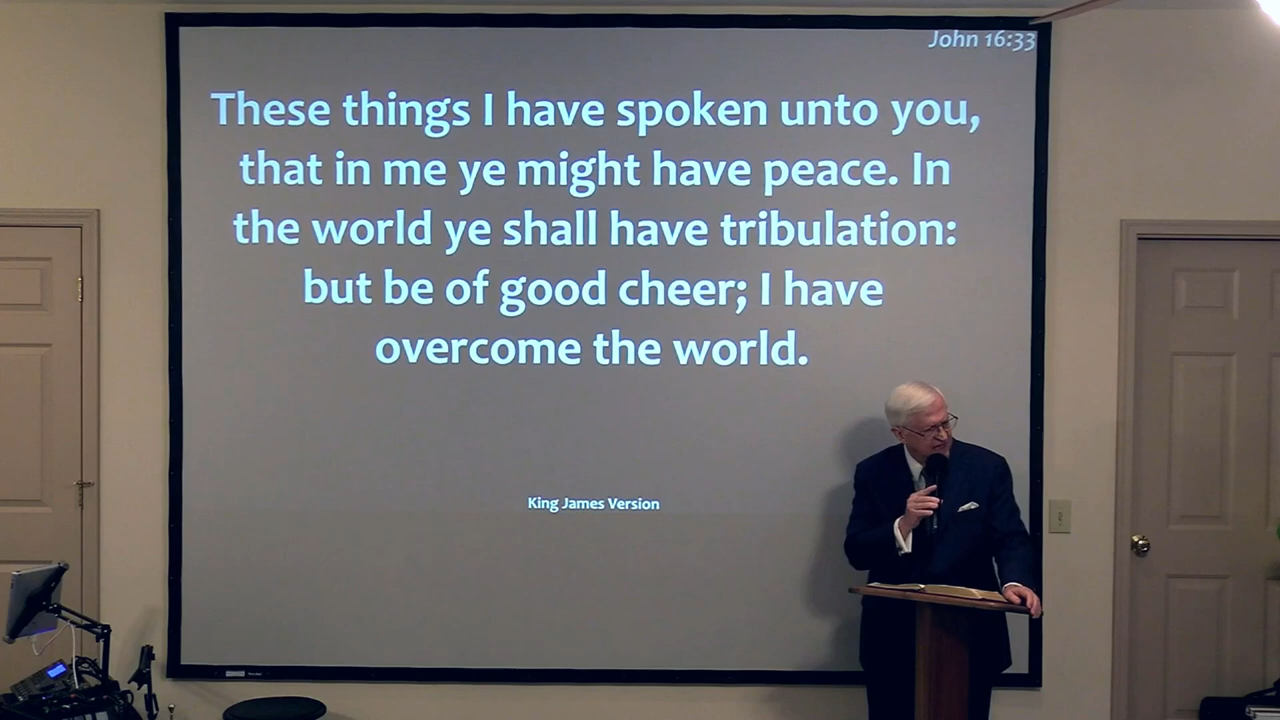 John 16:33
These things I have spoken unto you,
that in me ye might have peace. In
the world ye shall have tribulation:
but be of good cheer; I have
overcome the world.
King James Version